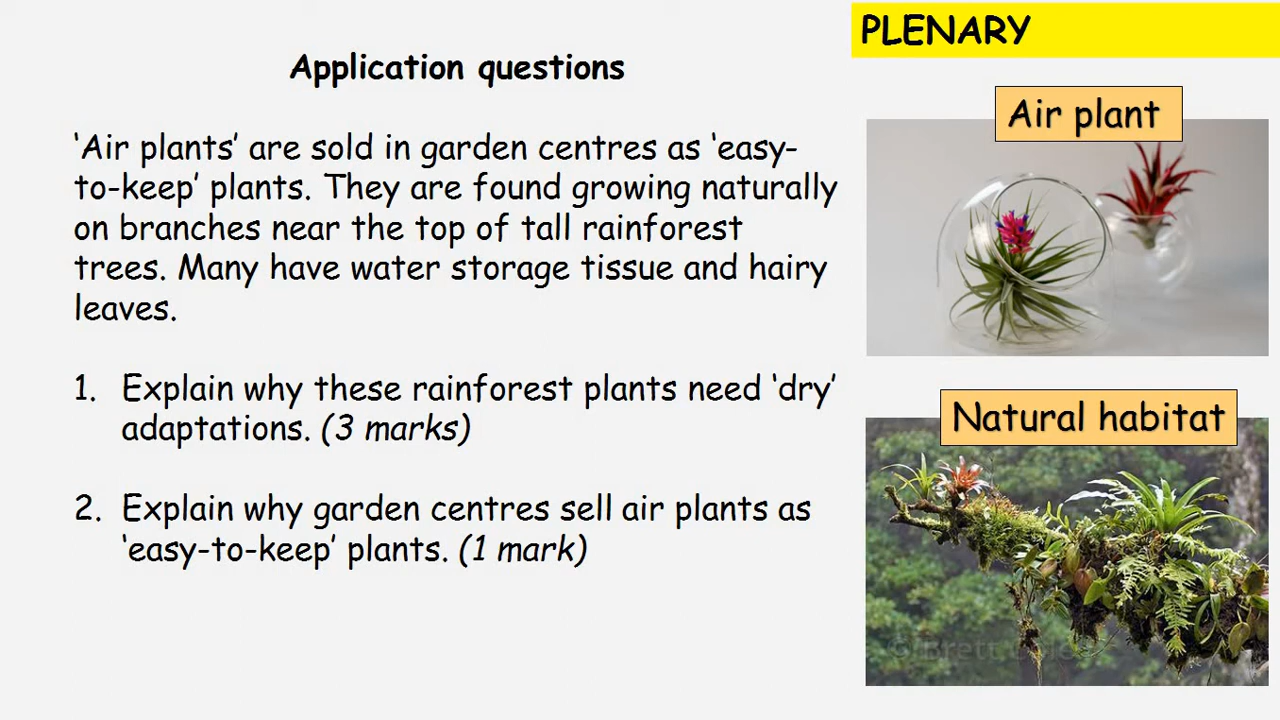 PLENARY
Application questions
Air plant
‘Air plants’ are sold in garden centres as ‘easy-
to-keep’ plants. They are found growing naturally
on branches near the top of tall rainforest
trees. Many have water storage tissue and hairy
leaves.
1. Explain why these rainforest plants need ‘dry’
adaptations. (3 marks)
Natural habitat
2. Explain why garden centres sell air plants as
‘easy-to-keep’ plants. (1 mark)
© Brett